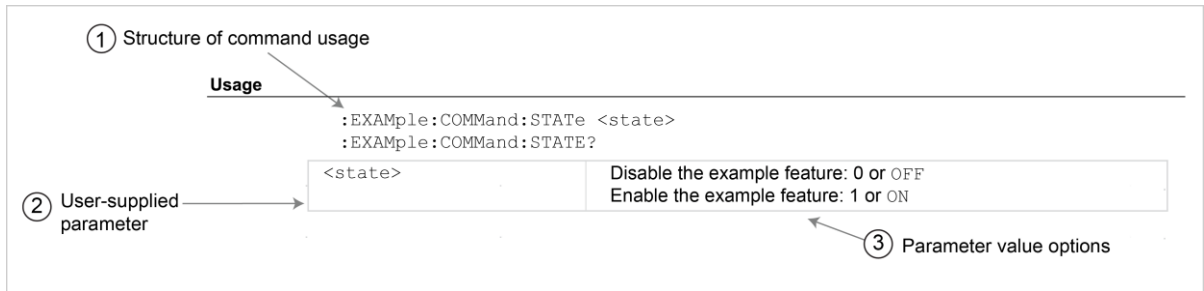 1 Structure of command usage
Usage
:EXAMple:COMMand:STATe <state>
:EXAMple:COMMand:STATE?
<state> Disable the example feature: 0 or OFF
Enable the example feature: 1 or ON
2 User-supplied
parameter
3 Parameter value options